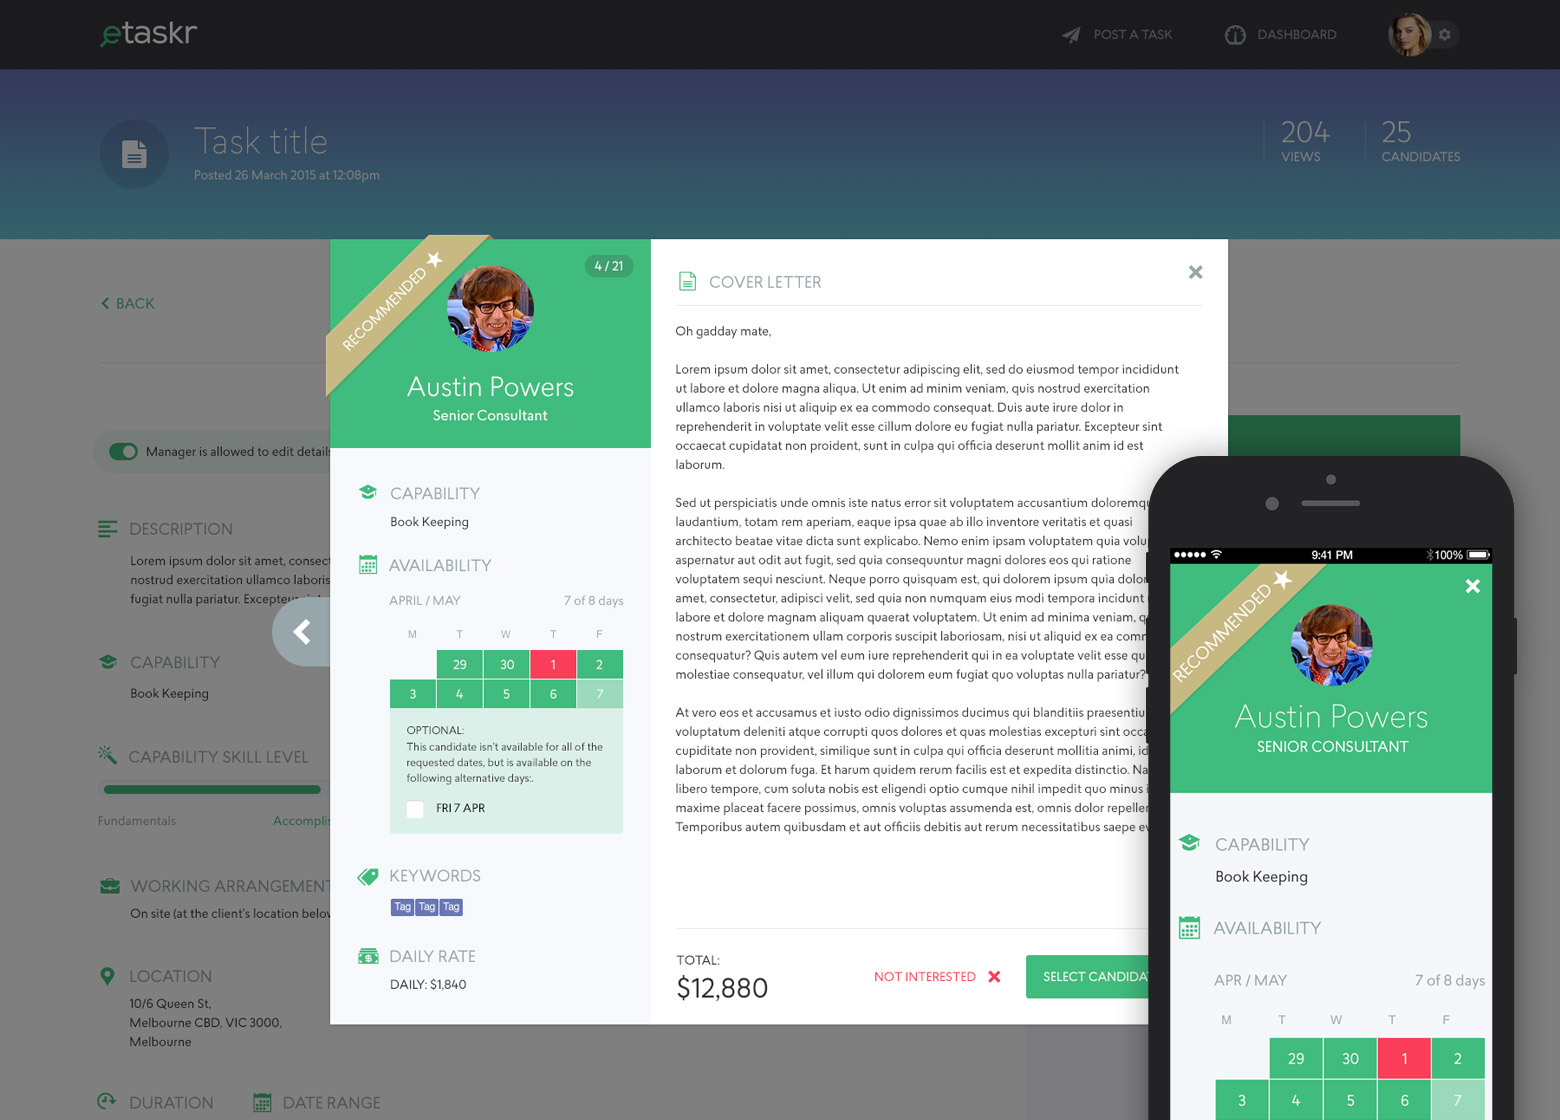 etaskr
POST A TASK
DASHBOARD
Task title
Posted 26 March 2015 at 12:08pm
204
VIEWS
25
CANDIDATES
BACK
Manager is allowed to edit details
DESCRIPTION
Lorem ipsum dolor sit amet, consect
nostrud exercitation ullamco laboris
fugiat nulla pariatur. Excepteur
CAPABILITY
Book Keeping
CAPABILITY SKILL LEVEL
Fundamentals
Accomplis
WORKING ARRANGEMENT
On site (at the client's location below
LOCATION
10/6 Queen St,
Melbourne CBD, VIC 3000,
Melbourne
DURATION
DATE RANGE
RECOMMENDED
4 / 21
Austin Powers
Senior Consultant
CAPABILITY
Book Keeping
AVAILABILITY
APRIL / MAY 7 of 8 days
M T W T F
29 30 1 2
3 4 5 6 7
OPTIONAL:
This candidate isn't available for all of the
requested dates, but is available on the
following alternative days:.
FRI 7 APR
KEYWORDS
Tag Tag Tag
DAILY RATE
DAILY: $1,840
COVER LETTER
Oh gadday mate,
Lorem ipsum dolor sit amet, consectetur adipiscing elit, sed do eiusmod tempor incididunt
ut labore et dolore magna aliqua. Ut enim ad minim veniam, quis nostrud exercitation
ullamco laboris nisi ut aliquip ex ea commodo consequat. Duis aute irure dolor in
reprehenderit in voluptate velit esse cillum dolore eu fugiat nulla pariatur. Excepteur sint
occaecat cupidatat non proident, sunt in culpa qui officia deserunt mollit anim id est
laborum.
Sed ut perspiciatis unde omnis iste natus error sit voluptatem accusantium doloremqu
laudantium, totam rem aperiam, eaque ipsa quae ab illo inventore veritatis et quasi
architecto beatae vitae dicta sunt explicabo. Nemo enim ipsam voluptatem quia volu
aspernatur aut odit aut fugit, sed quia consequuntur magni dolores eos qui ratione
voluptatem sequi nesciunt. Neque porro quisquam est, qui dolorem ipsum quia dolor
amet, consectetur, adipisci velit, sed quia non numquam eius modi tempora incidunt
labore et dolore magnam aliquam quaerat voluptatem. Ut enim ad minima veniam, q
nostrum exercitationem ullam corporis suscipit laboriosam, nisi ut aliquid ex ea comm
consequatur? Quis autem vel eum iure reprehenderit qui in ea voluptate velit esse qu
molestiae consequatur, vel illum qui dolorem eum fugiat quo voluptas nulla pariatur?
At vero eos et accusamus et iusto odio dignissimos ducimus qui blanditiis praesentiu
voluptatum deleniti atque corrupti quos dolores et quas molestias excepturi sint occa
cupiditate non provident, similique sunt in culpa qui officia deserunt mollitia animi, id
laborum et dolorum fuga. Et harum quidem rerum facilis est et expedita distinctio. Na
libero tempore, cum soluta nobis est eligendi optio cumque nihil impedit quo minus i
maxime placeat facere possimus, omnis voluptas assumenda est, omnis dolor repeller
Temporibus autem quibusdam et aut officiis debitis aut rerum necessitatibus saepe ev
TOTAL:
$12,880
NOT INTERESTED
SELECT CANDIDAT
9:41 PM
100%
RECOMMENDED
Austin Powers
SENIOR CONSULTANT
CAPABILITY
Book Keeping
AVAILABILITY
APR / MAY 7 of 8 days
M T W T F
29 30 1 2
3 4 5 6 7